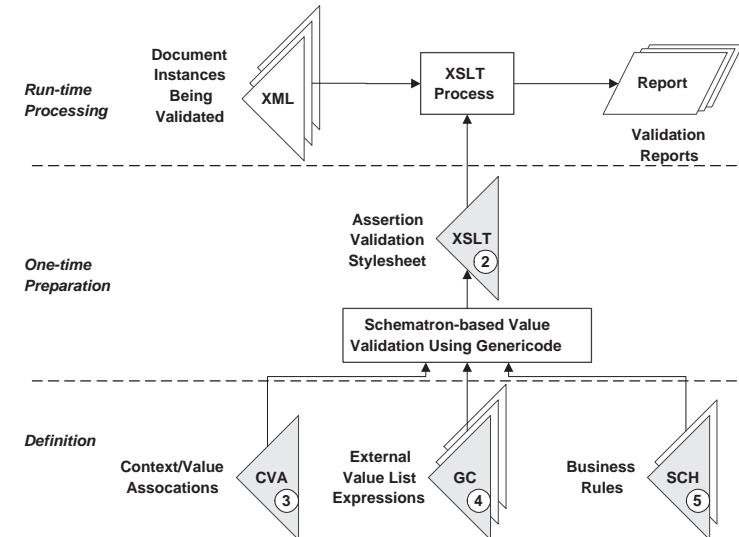 Run-time
Processing
Document
Instances
Being
Validated
XML
XSLT
Process
Report
Validation
Reports
One-time
Preparation
Assertion
Validation
Stylesheet
XSLT
2
Schematron-based Value
Validation Using Genericode
Definition
Context/Value
Assocations
CVA
3
External
Value List
Expressions
GC
4
Business
Rules
SCH
5